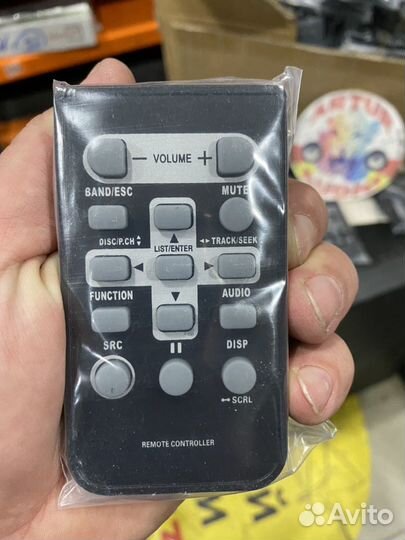 − VOLUME +
BAND/ESC MUTE
DISC/P.CH LIST/ENTER TRACK/SEEK
FUNCTION AUDIO
SRC DISP
SCRL
REMOTE CONTROLLER
Avito